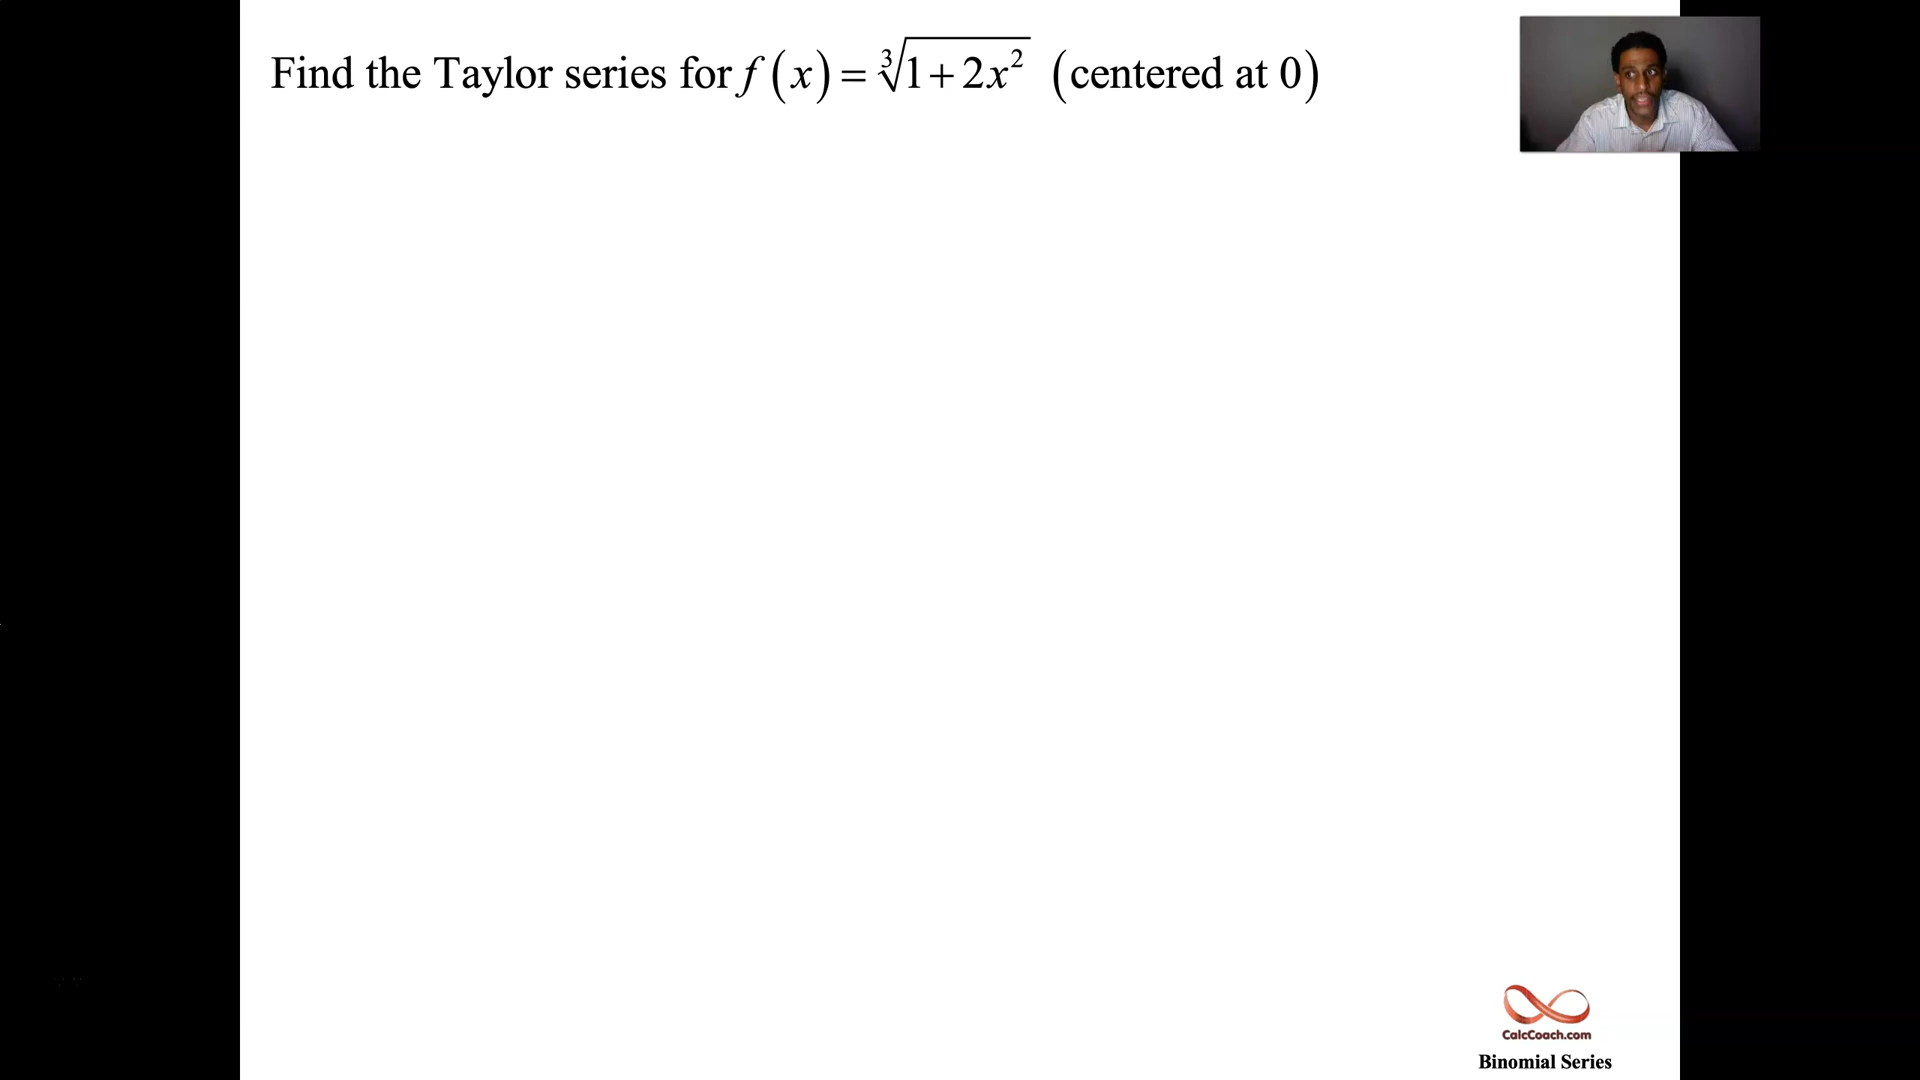 Find the Taylor series for f(x) = ∛(1+2x²) (centered at 0)
CalcCoach.com
Binomial Series